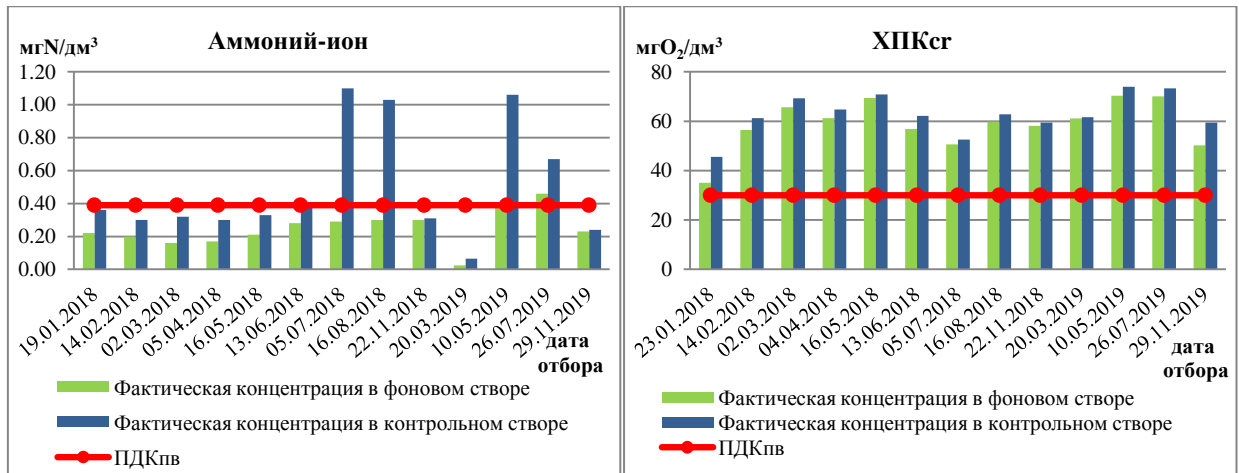 Аммоний-ион
мгN/дм³
1.20
1.00
0.80
0.60
0.40
0.20
0.00
19.01.2018
14.02.2018
02.03.2018
05.04.2018
16.05.2018
13.06.2018
05.07.2018
16.08.2018
22.11.2018
20.03.2019
10.05.2019
26.07.2019
29.11.2019
дата
отбора
Фактическая концентрация в фоновом створе
Фактическая концентрация в контрольном створе
ПДКпв
ХПКcr
мгO₂/дм³
80
60
40
20
0
23.01.2018
14.02.2018
02.03.2018
04.04.2018
16.05.2018
13.06.2018
05.07.2018
16.08.2018
22.11.2018
20.03.2019
10.05.2019
26.07.2019
29.11.2019
дата
отбора
Фактическая концентрация в фоновом створе
Фактическая концентрация в контрольном створе
ПДКпв